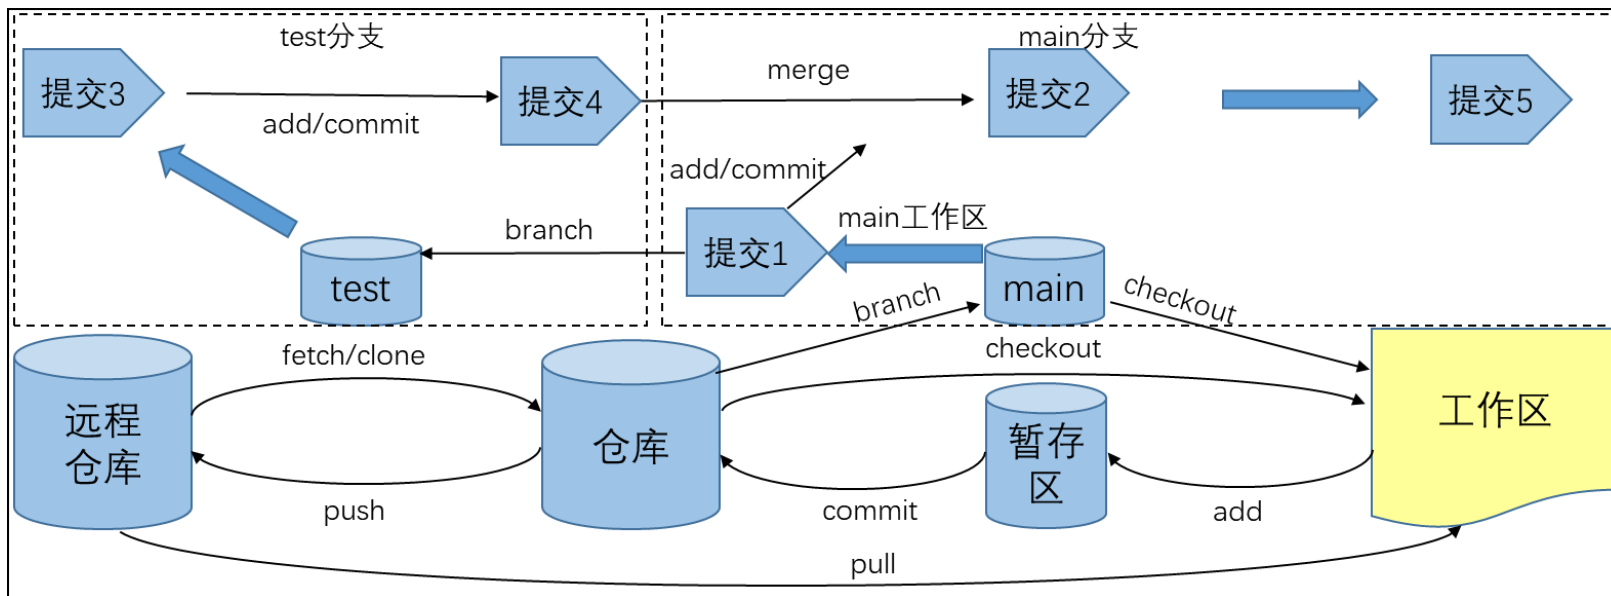 test分支
main分支
提交3
add/commit
提交4
merge
提交2
提交5
add/commit
branch
提交1
main工作区
test
main
branch
checkout
fetch/clone
checkout
远程
仓库
仓库
暂存
区
工作区
push
commit
add
pull